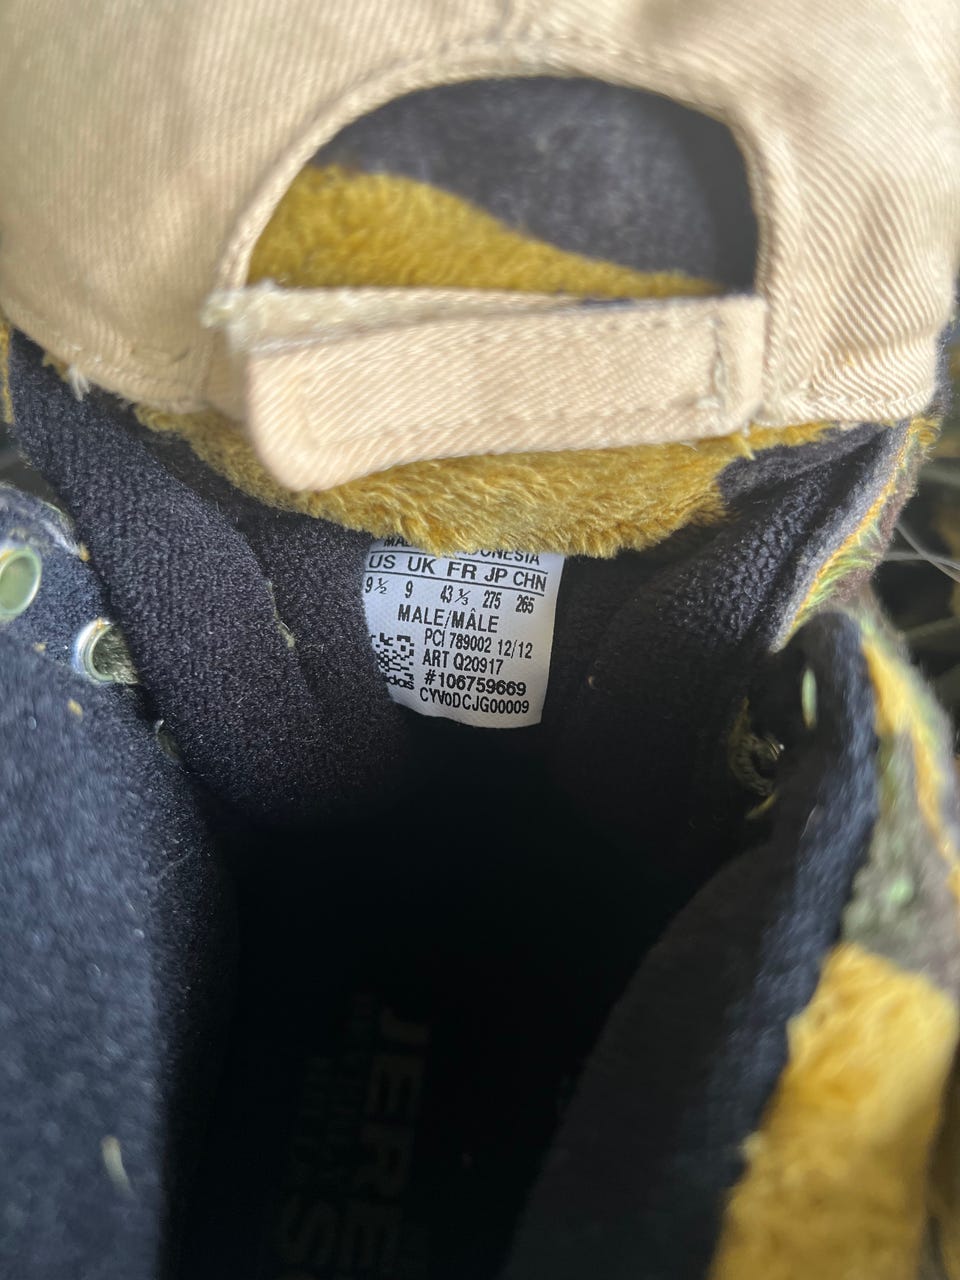 US UK FR JP CHN
9½ 9 43⅓ 275 265
MALE/MÂLE
PCI 789002 12/12
ART Q20917
#106759669
CYV0DCJG00009
JERE
S